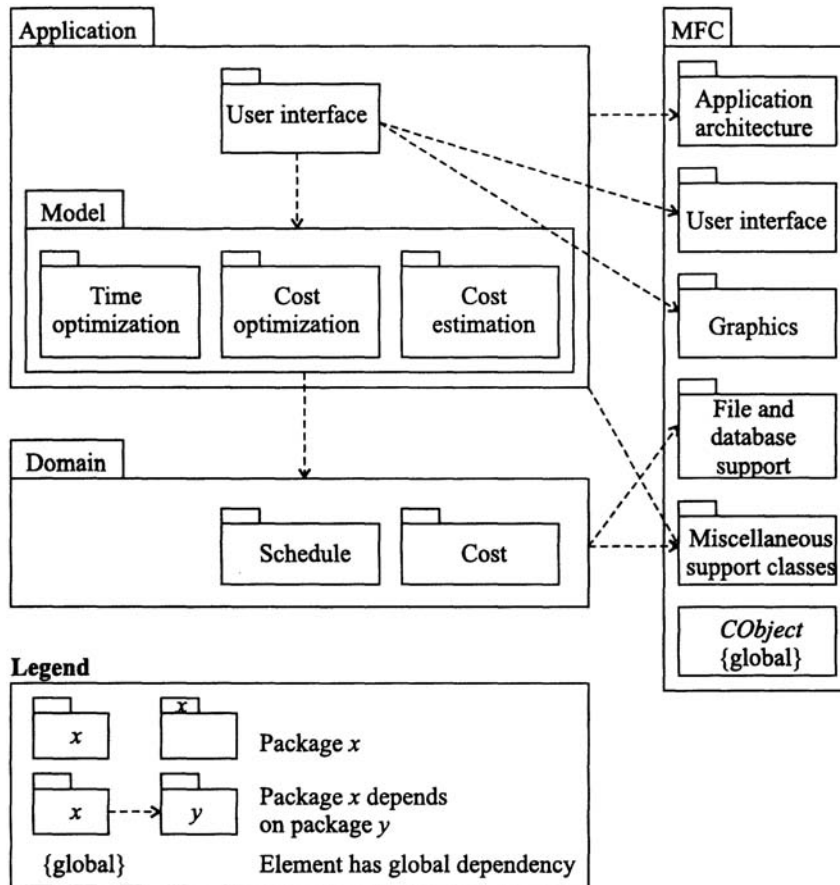 Application
User interface
Model
Time
optimization
Cost
optimization
Cost
estimation
Domain
Schedule
Cost
MFC
Application
architecture
User interface
Graphics
File and
database
support
Miscellaneous
support classes
CObject
{global}
Legend
x
x
Package x
x
y
Package x depends
on package y
{global}
Element has global dependency